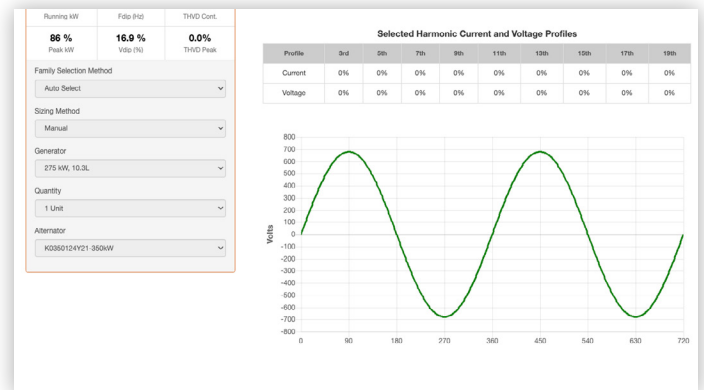 Running kW Fdip (Hz) THVD Cont.
86 % 16.9 % 0.0%
Peak kW Vdip (%) THVD Peak
Family Selection Method
Auto Select
Sizing Method
Manual
Generator
275 kW, 10.3L
Quantity
1 Unit
Alternator
K0350124Y21-350kW
Selected Harmonic Current and Voltage Profiles
Profile 3rd 5th 7th 9th 11th 13th 15th 17th 19th
Current 0% 0% 0% 0% 0% 0% 0% 0% 0%
Voltage 0% 0% 0% 0% 0% 0% 0% 0% 0%
Volts
800
700
600
500
400
300
200
100
0
-100
-200
-300
-400
-500
-600
-700
-800
0 90 180 270 360 450 540 630 720